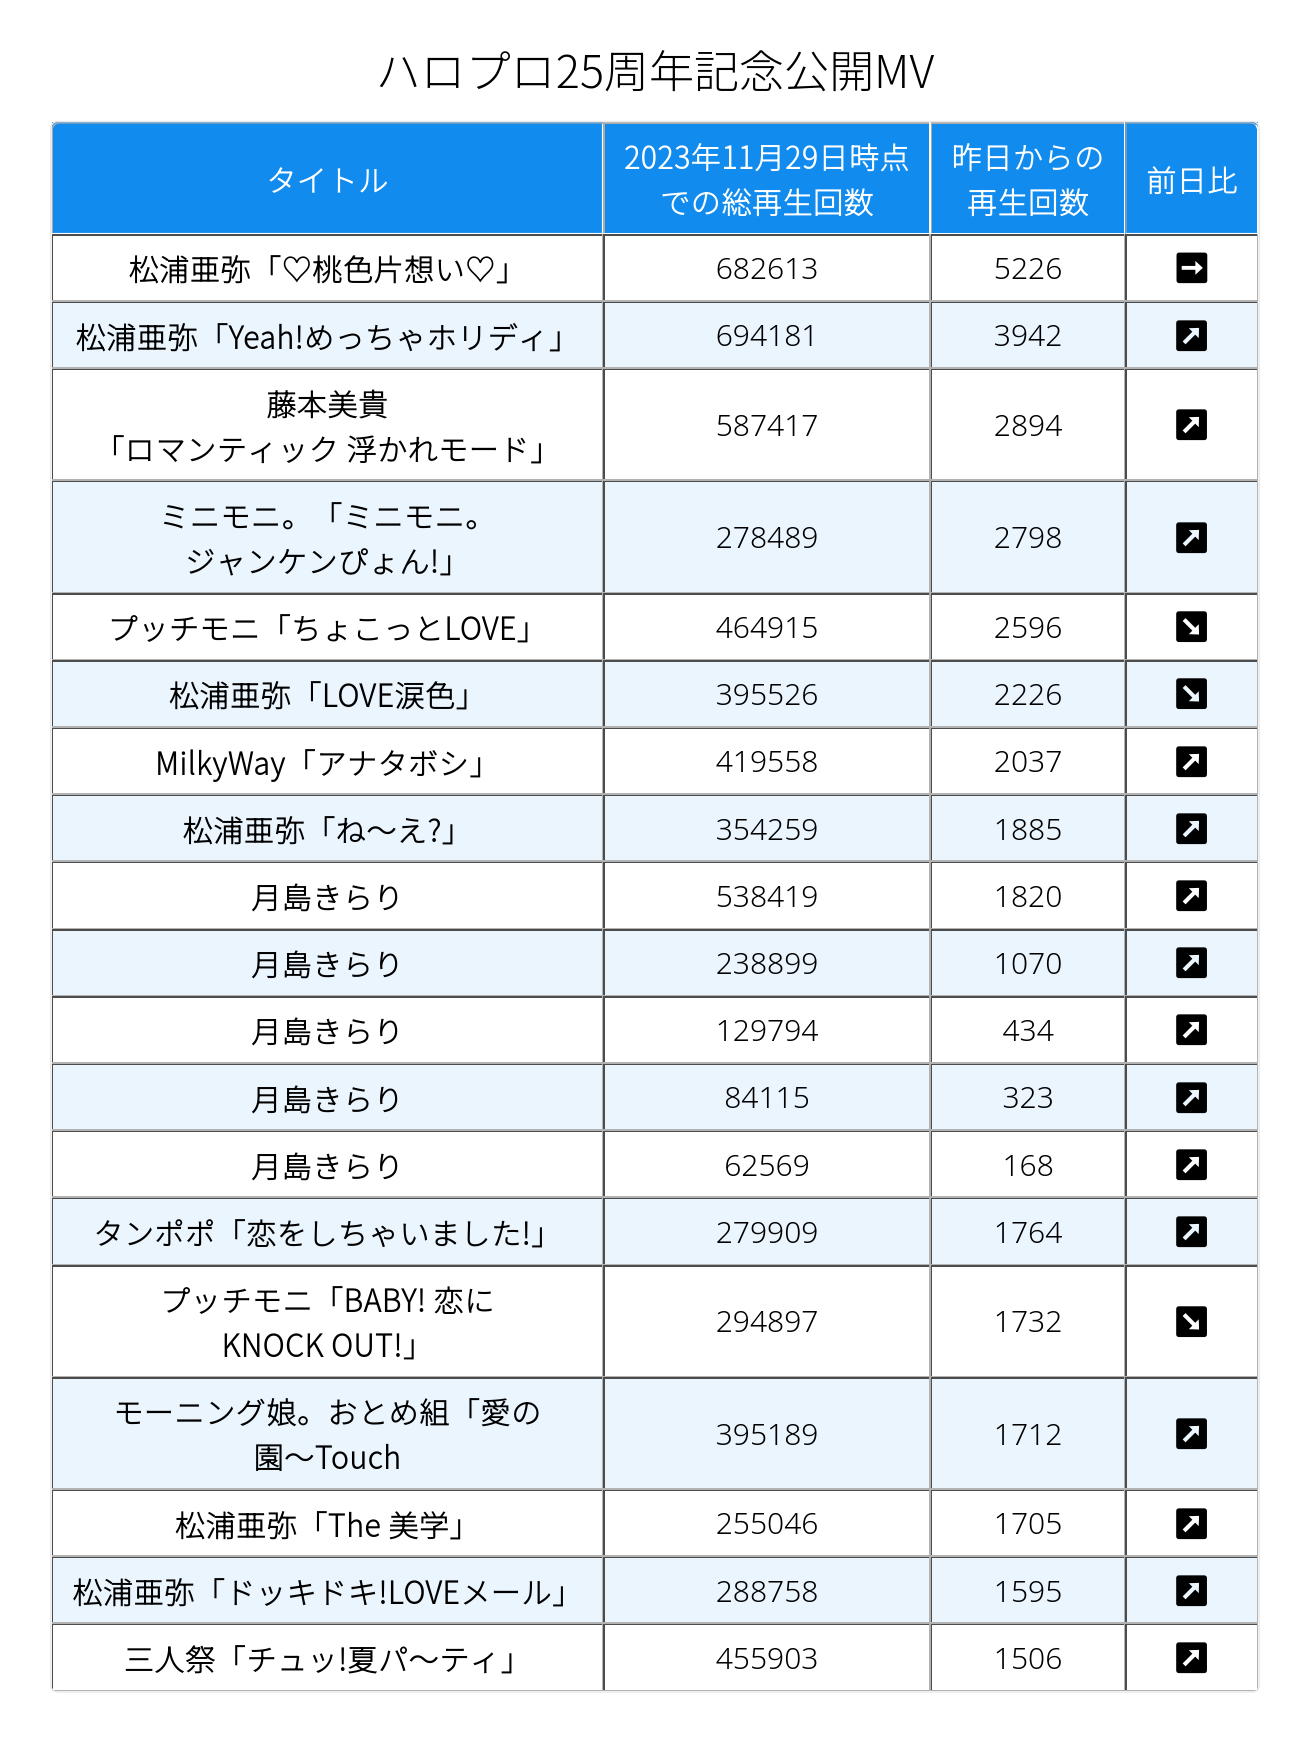 ハロプロ25周年記念公開MV
タイトル 2023年11月29日時点 昨日からの 前日比
での総再生回数 再生回数
松浦亜弥「♡桃色片想い♡」 682613 5226 ➡
松浦亜弥「Yeah!めっちゃホリディ」 694181 3942 ↗
藤本美貴
「ロマンティック 浮かれモード」 587417 2894 ↗
ミニモニ。「ミニモニ。
ジャンケンぴょん!」 278489 2798 ↗
プッチモニ「ちょこっとLOVE」 464915 2596 ↘
松浦亜弥「LOVE涙色」 395526 2226 ↘
MilkyWay「アナタボシ」 419558 2037 ↗
松浦亜弥「ね～え?」 354259 1885 ↗
月島きらり 538419 1820 ↗
月島きらり 238899 1070 ↗
月島きらり 129794 434 ↗
月島きらり 84115 323 ↗
月島きらり 62569 168 ↗
タンポポ「恋をしちゃいました!」 279909 1764 ↗
プッチモニ「BABY! 恋に
KNOCK OUT!」 294897 1732 ↘
モーニング娘。おとめ組「愛の
園～Touch 395189 1712 ↗
松浦亜弥「The 美学」 255046 1705 ↗
松浦亜弥「ドッキドキ!LOVEメール」 288758 1595 ↗
三人祭「チュッ!夏パ～ティ」 455903 1506 ↗